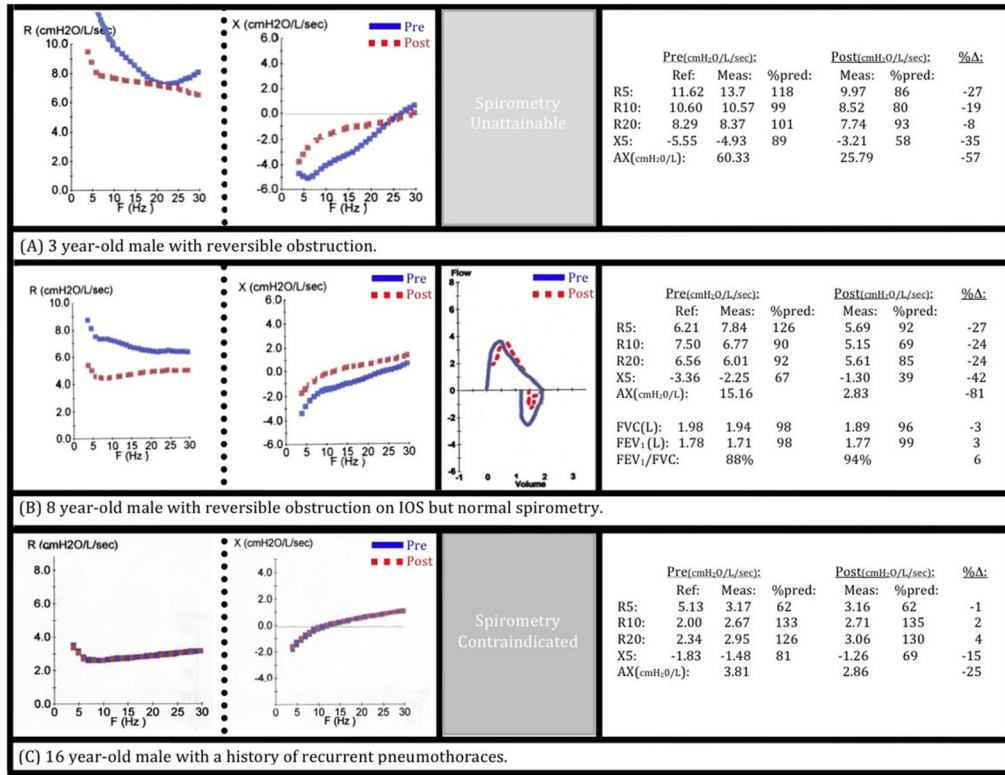 R (cmH2O/L/sec)
10.0
8.0
6.0
4.0
2.0
0.0
5 10 15 20 25 30
F (Hz )
X (cmH2O/L/sec)
Pre
Post
6.0
4.0
2.0
0.0
-2.0
-4.0
-6.0
5 10 15 20 25 30
F (Hz )
Spirometry
Unattainable
Pre(cmH₂O/L/sec): Post(cmH₂O/L/sec): %Δ:
Ref: Meas: %pred: Meas: %pred:
R5: 11.62 13.7 118 9.97 86 -27
R10: 10.60 10.57 99 8.52 80 -19
R20: 8.29 8.37 101 7.74 93 -8
X5: -5.55 -4.93 89 -3.21 58 -35
AX(cmH₂0/L): 60.33 25.79 -57
(A) 3 year-old male with reversible obstruction.
R (cmH2O/L/sec)
10.0
8.0
6.0
4.0
2.0
0.0
5 10 15 20 25 30
F (Hz )
X (cmH2O/L/sec)
Pre
Post
6.0
4.0
2.0
0.0
-2.0
-4.0
-6.0
5 10 15 20 25 30
F (Hz )
Flow
Pre
Post
8
6
4
2
0
-2
-4
-6
-1 0 1 2 3
Volume
Pre(cmH₂O/L/sec): Post(cmH₂O/L/sec): %Δ:
Ref: Meas: %pred: Meas: %pred:
R5: 6.21 7.84 126 5.69 92 -27
R10: 7.50 6.77 90 5.15 69 -24
R20: 6.56 6.01 92 5.61 85 -24
X5: -3.36 -2.25 67 -1.30 39 -42
AX(cmH₂0/L): 15.16 2.83 -81
FVC(L): 1.98 1.94 98 1.89 96 -3
FEV₁(L): 1.78 1.71 98 1.77 99 3
FEV₁/FVC: 88% 94% 6
(B) 8 year-old male with reversible obstruction on IOS but normal spirometry.
R (cmH2O/L/sec)
8.0
6.0
4.0
2.0
0.0
5 10 15 20 25 30
F (Hz )
X (cmH2O/L/sec)
Pre
Post
4.0
2.0
0.0
-2.0
-4.0
5 10 15 20 25 30
F (Hz )
Spirometry
Contraindicated
Pre(cmH₂O/L/sec): Post(cmH₂O/L/sec): %Δ:
Ref: Meas: %pred: Meas: %pred:
R5: 5.13 3.17 62 3.16 62 -1
R10: 2.00 2.67 133 2.71 135 2
R20: 2.34 2.95 126 3.06 130 4
X5: -1.83 -1.48 81 -1.26 69 -15
AX(cmH₂0/L): 3.81 2.86 -25
(C) 16 year-old male with a history of recurrent pneumothoraces.